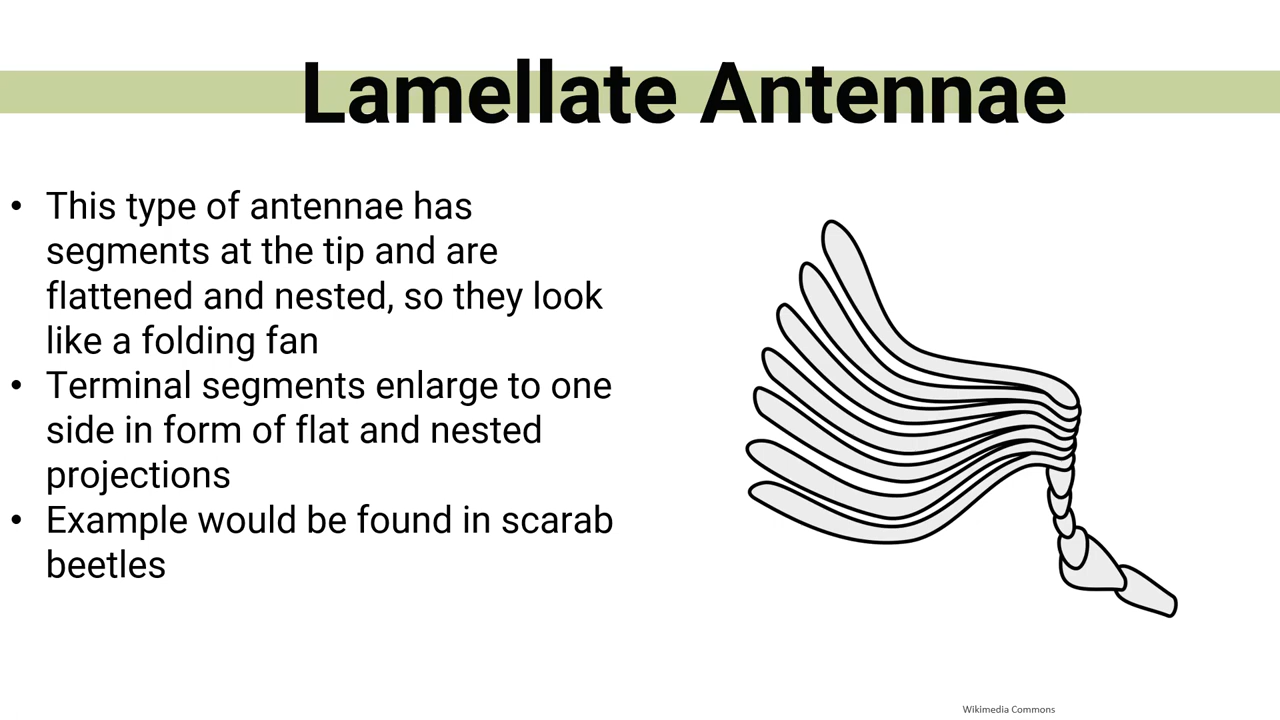 Lamellate Antennae
• This type of antennae has
segments at the tip and are
flattened and nested, so they look
like a folding fan
• Terminal segments enlarge to one
side in form of flat and nested
projections
• Example would be found in scarab
beetles
Wikimedia Commons